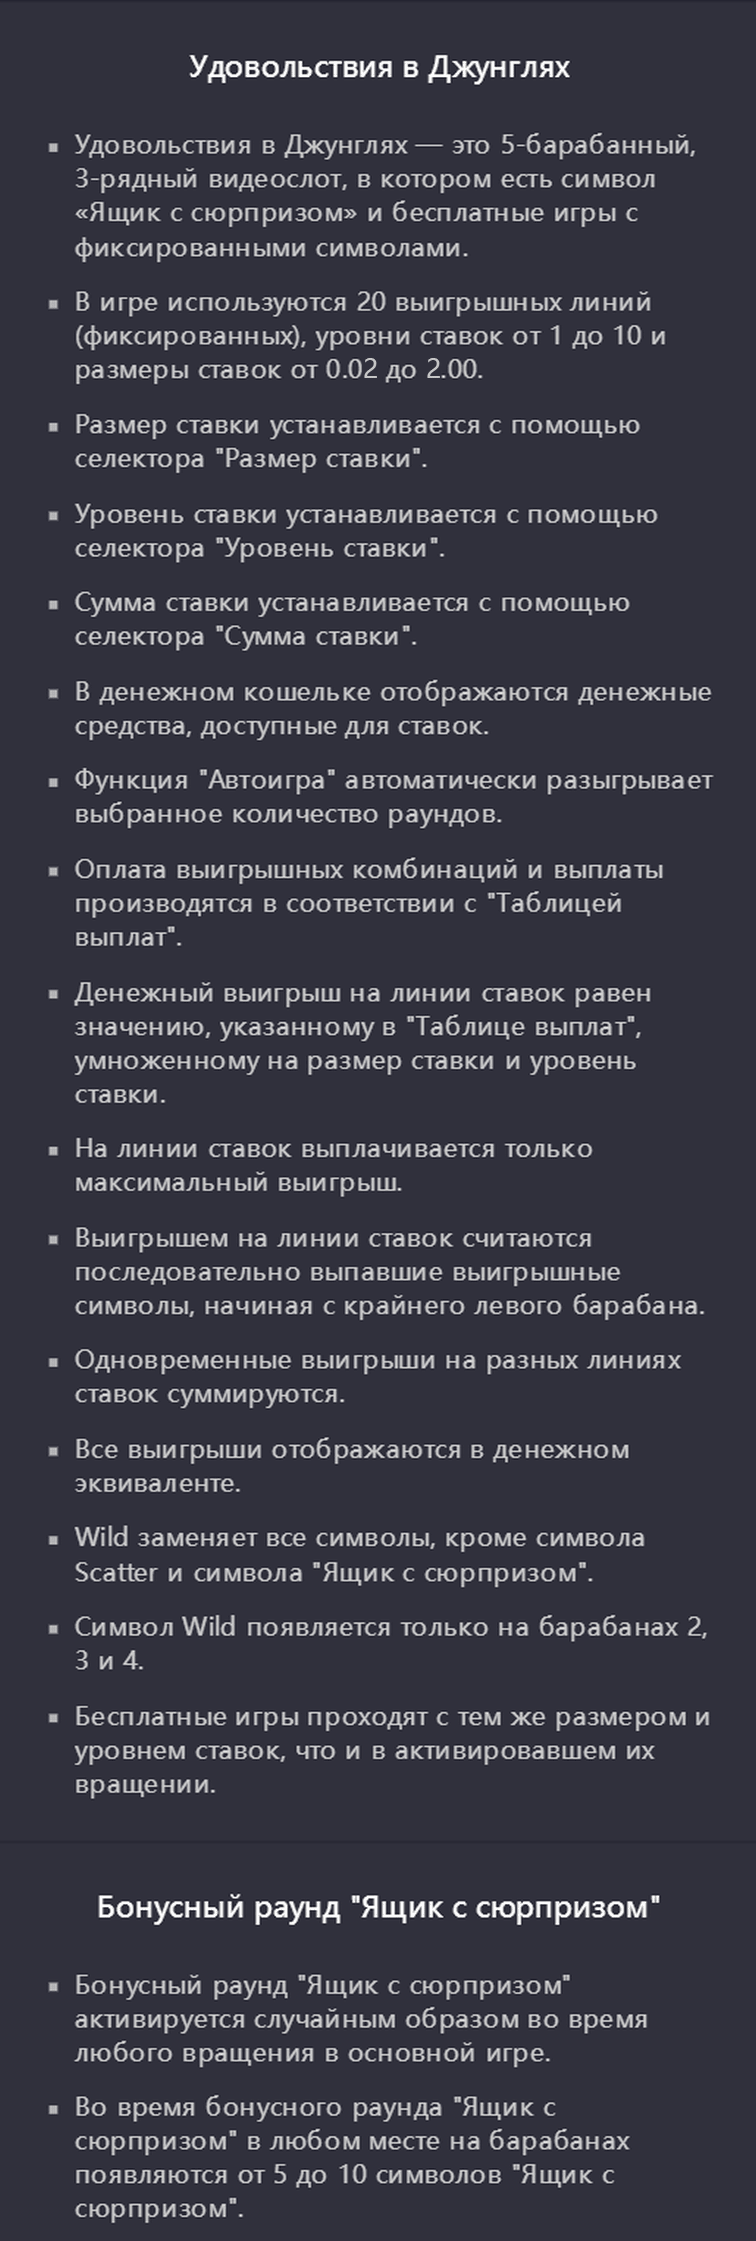 Удовольствия в Джунглях
▪ Удовольствия в Джунглях — это 5-барабанный,
3-рядный видеослот, в котором есть символ
«Ящик с сюрпризом» и бесплатные игры с
фиксированными символами.
▪ В игре используются 20 выигрышных линий
(фиксированных), уровни ставок от 1 до 10 и
размеры ставок от 0.02 до 2.00.
▪ Размер ставки устанавливается с помощью
селектора "Размер ставки".
▪ Уровень ставки устанавливается с помощью
селектора "Уровень ставки".
▪ Сумма ставки устанавливается с помощью
селектора "Сумма ставки".
▪ В денежном кошельке отображаются денежные
средства, доступные для ставок.
▪ Функция "Автоигра" автоматически разыгрывает
выбранное количество раундов.
▪ Оплата выигрышных комбинаций и выплаты
производятся в соответствии с "Таблицей
выплат".
▪ Денежный выигрыш на линии ставок равен
значению, указанному в "Таблице выплат",
умноженному на размер ставки и уровень
ставки.
▪ На линии ставок выплачивается только
максимальный выигрыш.
▪ Выигрышем на линии ставок считаются
последовательно выпавшие выигрышные
символы, начиная с крайнего левого барабана.
▪ Одновременные выигрыши на разных линиях
ставок суммируются.
▪ Все выигрыши отображаются в денежном
эквиваленте.
▪ Wild заменяет все символы, кроме символа
Scatter и символа "Ящик с сюрпризом".
▪ Символ Wild появляется только на барабанах 2,
3 и 4.
▪ Бесплатные игры проходят с тем же размером и
уровнем ставок, что и в активировавшем их
вращении.
Бонусный раунд "Ящик с сюрпризом"
▪ Бонусный раунд "Ящик с сюрпризом"
активируется случайным образом во время
любого вращения в основной игре.
▪ Во время бонусного раунда "Ящик с
сюрпризом" в любом месте на барабанах
появляются от 5 до 10 символов "Ящик с
сюрпризом".